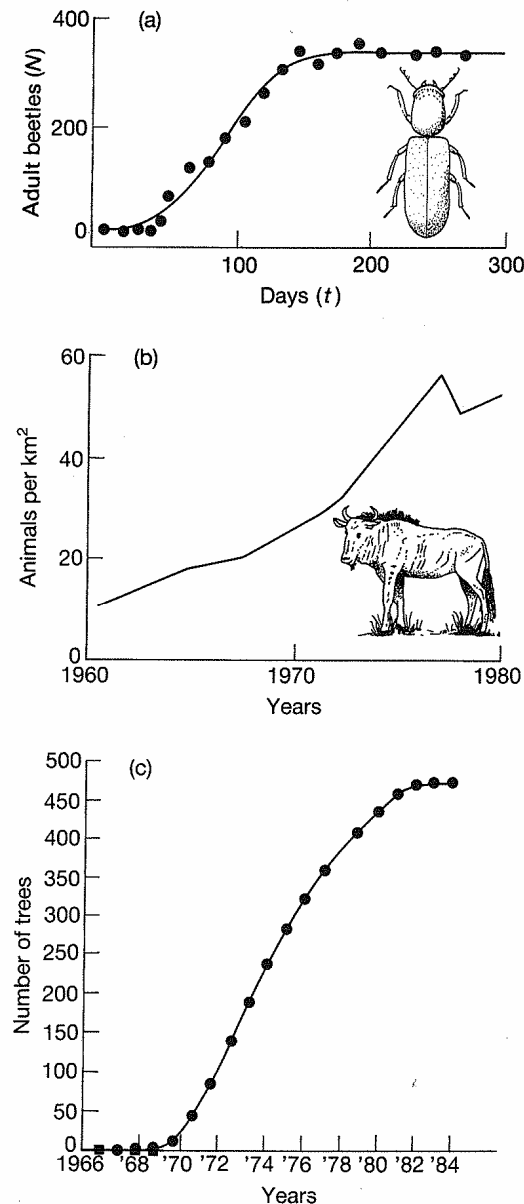 (a)
400
200
0
Adult beetles (N)
100
200
300
Days (t)
(b)
60
40
20
0
Animals per km²
1960
1970
1980
Years
(c)
500
450
400
350
300
250
200
150
100
50
0
Number of trees
1966 '68 '70 '72 '74 '76 '78 '80 '82 '84
Years